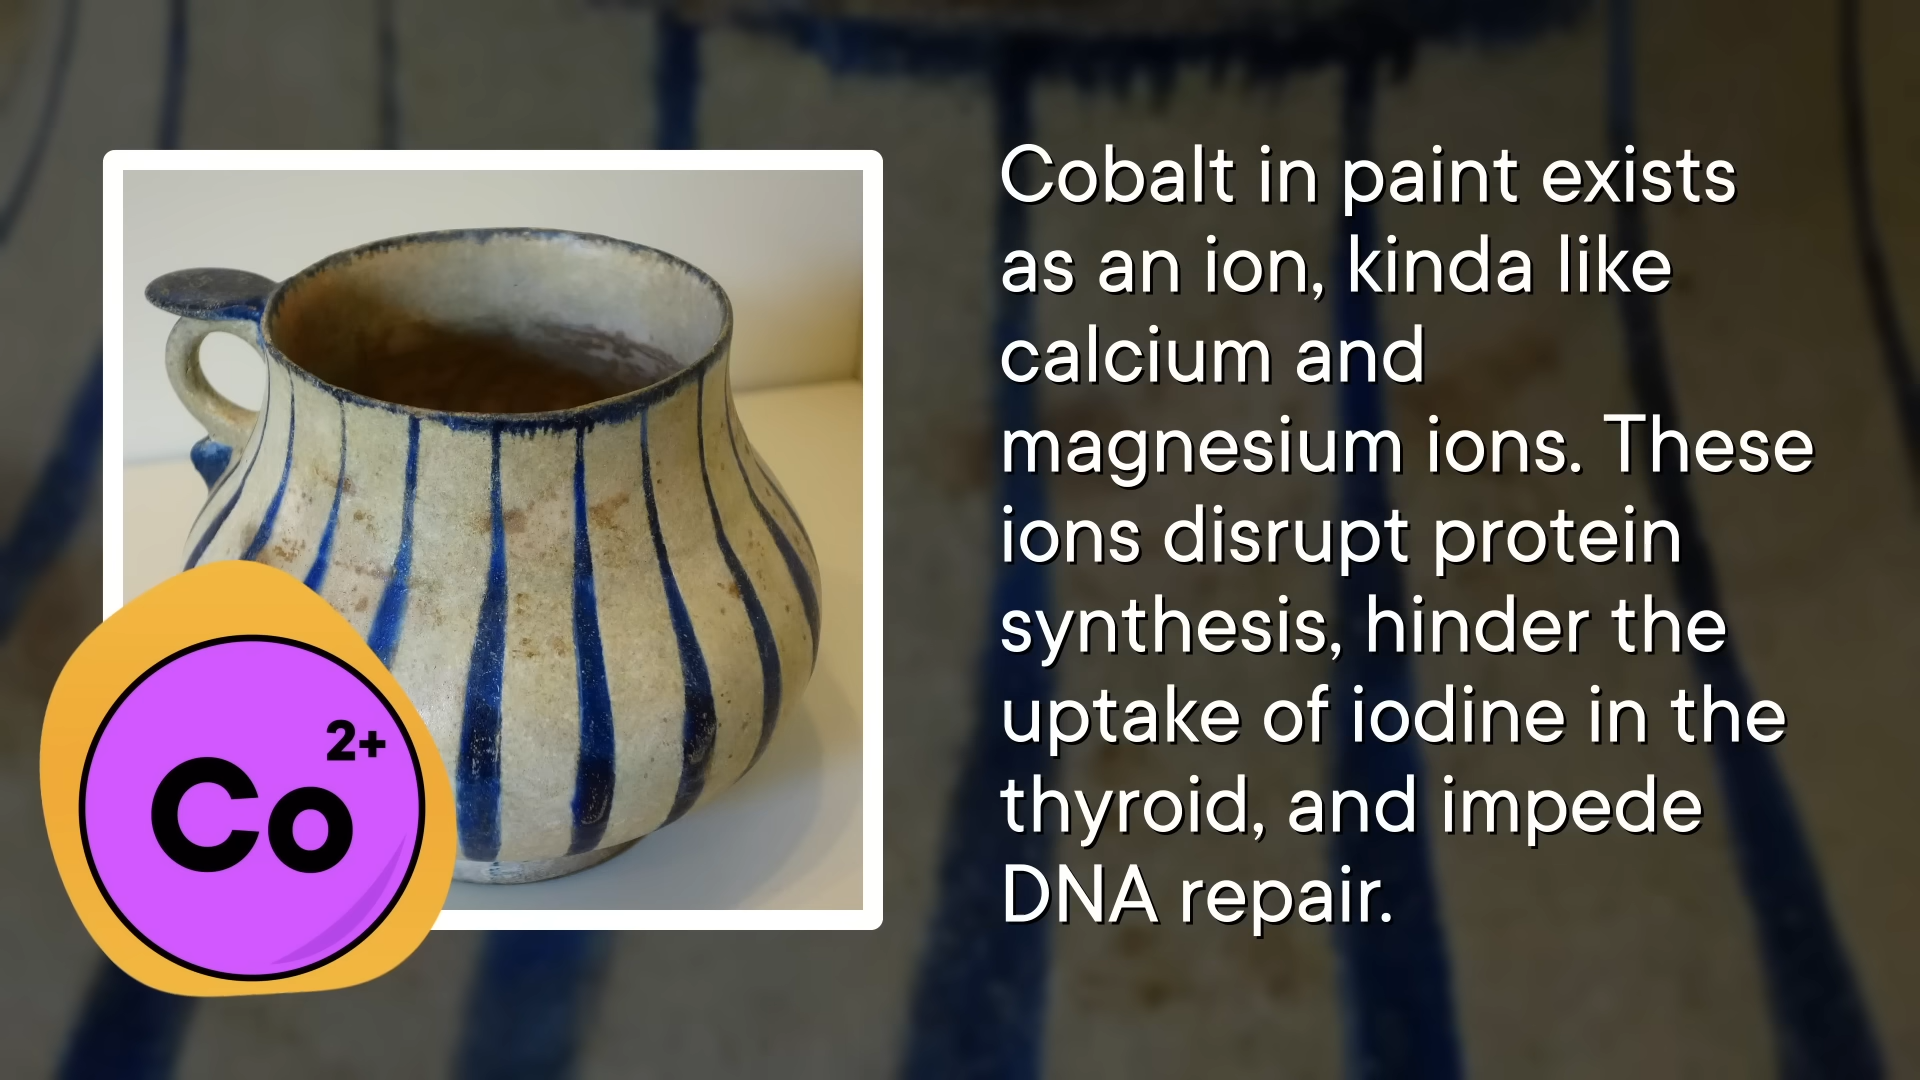 Cobalt in paint exists
as an ion, kinda like
calcium and
magnesium ions. These
ions disrupt protein
synthesis, hinder the
uptake of iodine in the
thyroid, and impede
DNA repair.
Co 2+